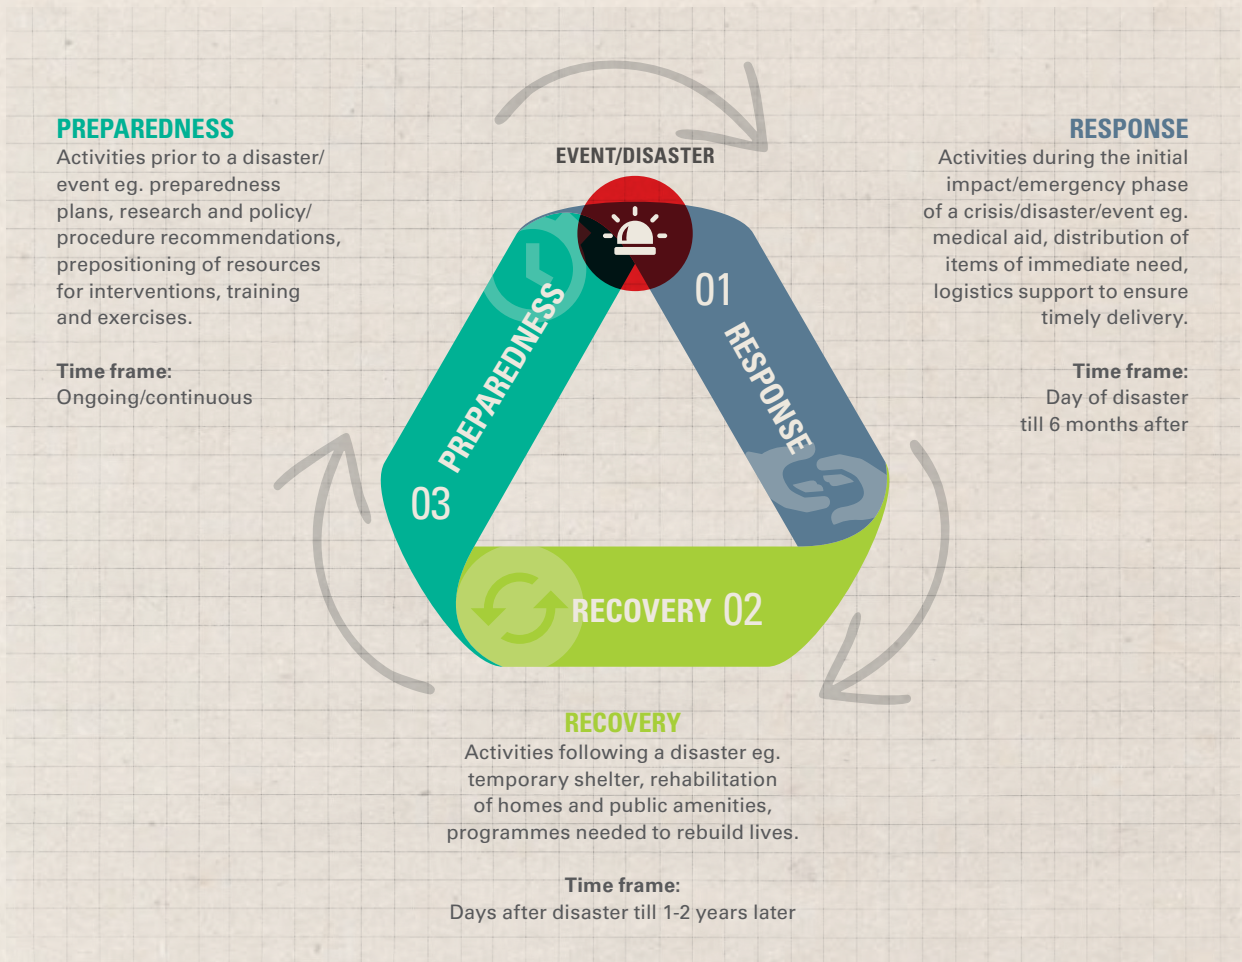 PREPAREDNESS
Activities prior to a disaster/
event eg. preparedness
plans, research and policy/
procedure recommendations,
prepositioning of resources
for interventions, training
and exercises.
Time frame:
Ongoing/continuous
EVENT/DISASTER
RESPONSE
Activities during the initial
impact/emergency phase
of a crisis/disaster/event eg.
medical aid, distribution of
items of immediate need,
logistics support to ensure
timely delivery.
Time frame:
Day of disaster
till 6 months after
01
RESPONSE
PREPAREDNESS
03
RECOVERY 02
RECOVERY
Activities following a disaster eg.
temporary shelter, rehabilitation
of homes and public amenities,
programmes needed to rebuild lives.
Time frame:
Days after disaster till 1-2 years later